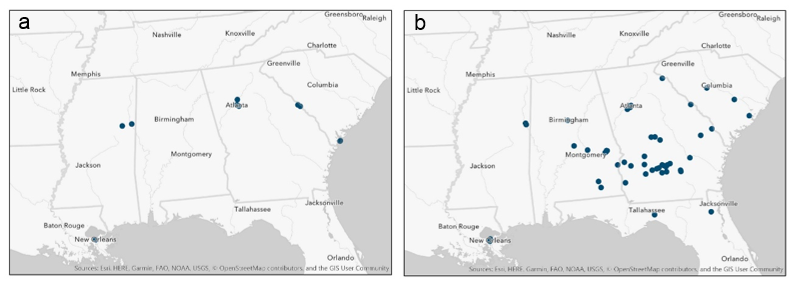 a
Greensboro
Raleigh
Nashville
Knoxville
Charlotte
Greenville
Memphis
Little Rock
Columbia
Atlanta
Birmingham
Jackson
Montgomery
Jacksonville
Tallahassee
Baton Rouge
New Orleans
Orlando
Sources: Esri, HERE, Garmin, FAO, NOAA, USGS, © OpenStreetMap contributors, and the GIS User Community
b
Greensboro
Raleigh
Nashville
Knoxville
Charlotte
Greenville
Memphis
Little Rock
Columbia
Atlanta
Birmingham
Montgomery
Jackson
Jacksonville
Tallahassee
Baton Rouge
New Orleans
Orlando
Sources: Esri, HERE, Garmin, FAO, NOAA, USGS, © OpenStreetMap contributors, and the GIS User Community